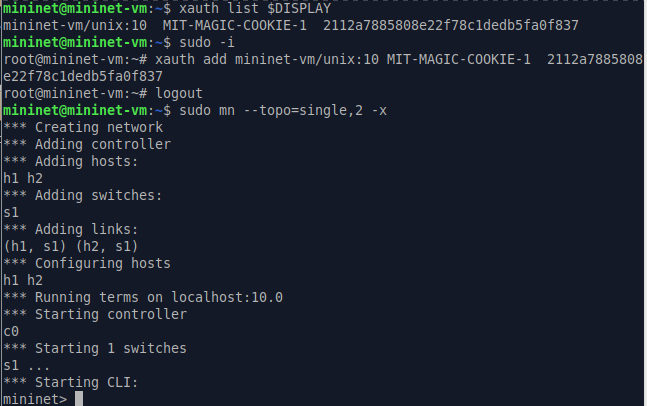 mininet@mininet-vm:~$ xauth list $DISPLAY
mininet-vm/unix:10  MIT-MAGIC-COOKIE-1  2112a7885808e22f78c1dedb5fa0f837
mininet@mininet-vm:~$ sudo -i
root@mininet-vm:~# xauth add mininet-vm/unix:10 MIT-MAGIC-COOKIE-1  2112a7885808
e22f78c1dedb5fa0f837
root@mininet-vm:~# logout
mininet@mininet-vm:~$ sudo mn --topo=single,2 -x
*** Creating network
*** Adding controller
*** Adding hosts:
h1 h2
*** Adding switches:
s1
*** Adding links:
(h1, s1) (h2, s1)
*** Configuring hosts
h1 h2
*** Running terms on localhost:10.0
*** Starting controller
c0
*** Starting 1 switches
s1 ...
*** Starting CLI:
mininet>